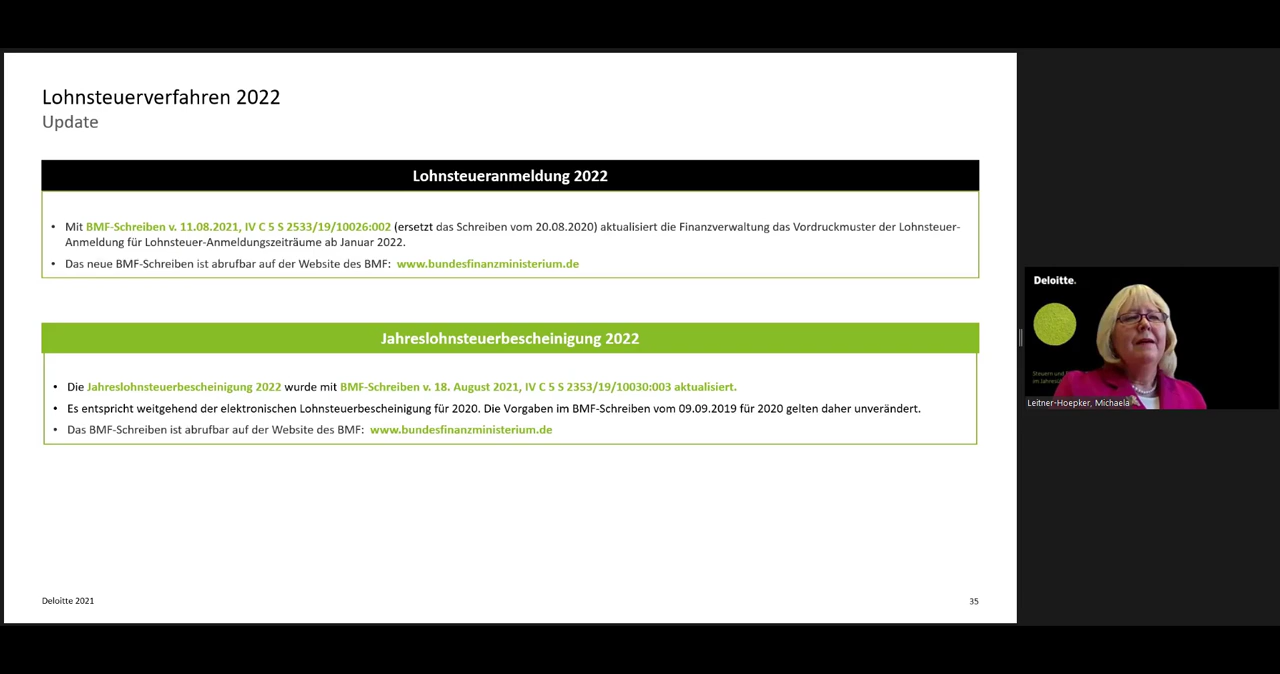 Lohnsteuerverfahren 2022
Update
Lohnsteueranmeldung 2022
• Mit BMF-Schreiben v. 11.08.2021, IV C 5 S 2533/19/10026:002 (ersetzt das Schreiben vom 20.08.2020) aktualisiert die Finanzverwaltung das Vordruckmuster der Lohnsteuer-
Anmeldung für Lohnsteuer-Anmeldungszeiträume ab Januar 2022.
• Das neue BMF-Schreiben ist abrufbar auf der Website des BMF: www.bundesfinanzministerium.de
Jahreslohnsteuerbescheinigung 2022
• Die Jahreslohnsteuerbescheinigung 2022 wurde mit BMF-Schreiben v. 18. August 2021, IV C 5 S 2353/19/10030:003 aktualisiert.
• Es entspricht weitgehend der elektronischen Lohnsteuerbescheinigung für 2020. Die Vorgaben im BMF-Schreiben vom 09.09.2019 für 2020 gelten daher unverändert.
• Das BMF-Schreiben ist abrufbar auf der Website des BMF: www.bundesfinanzministerium.de
Deloitte 2021
35
Deloitte.
Steuern und
im Jahres
Leitner-Hoepker, Michaela